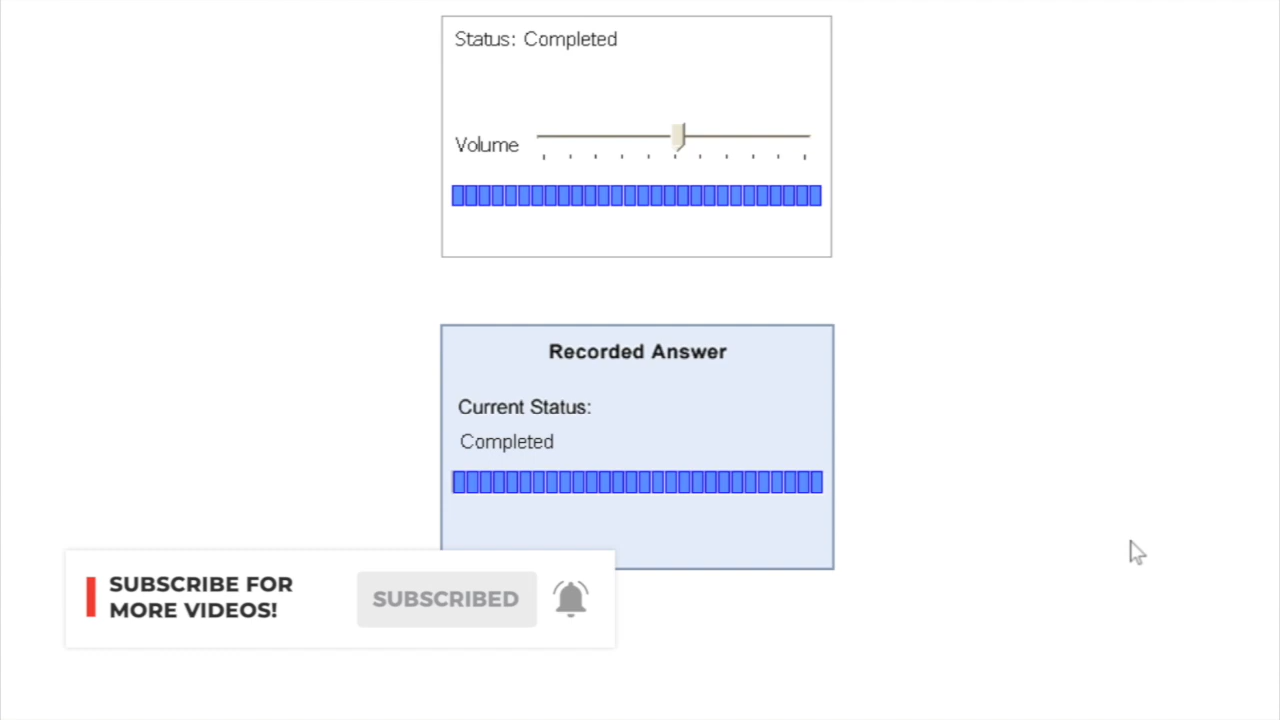 Status: Completed
Volume
Recorded Answer
Current Status:
Completed
SUBSCRIBE FOR
MORE VIDEOS!
SUBSCRIBED